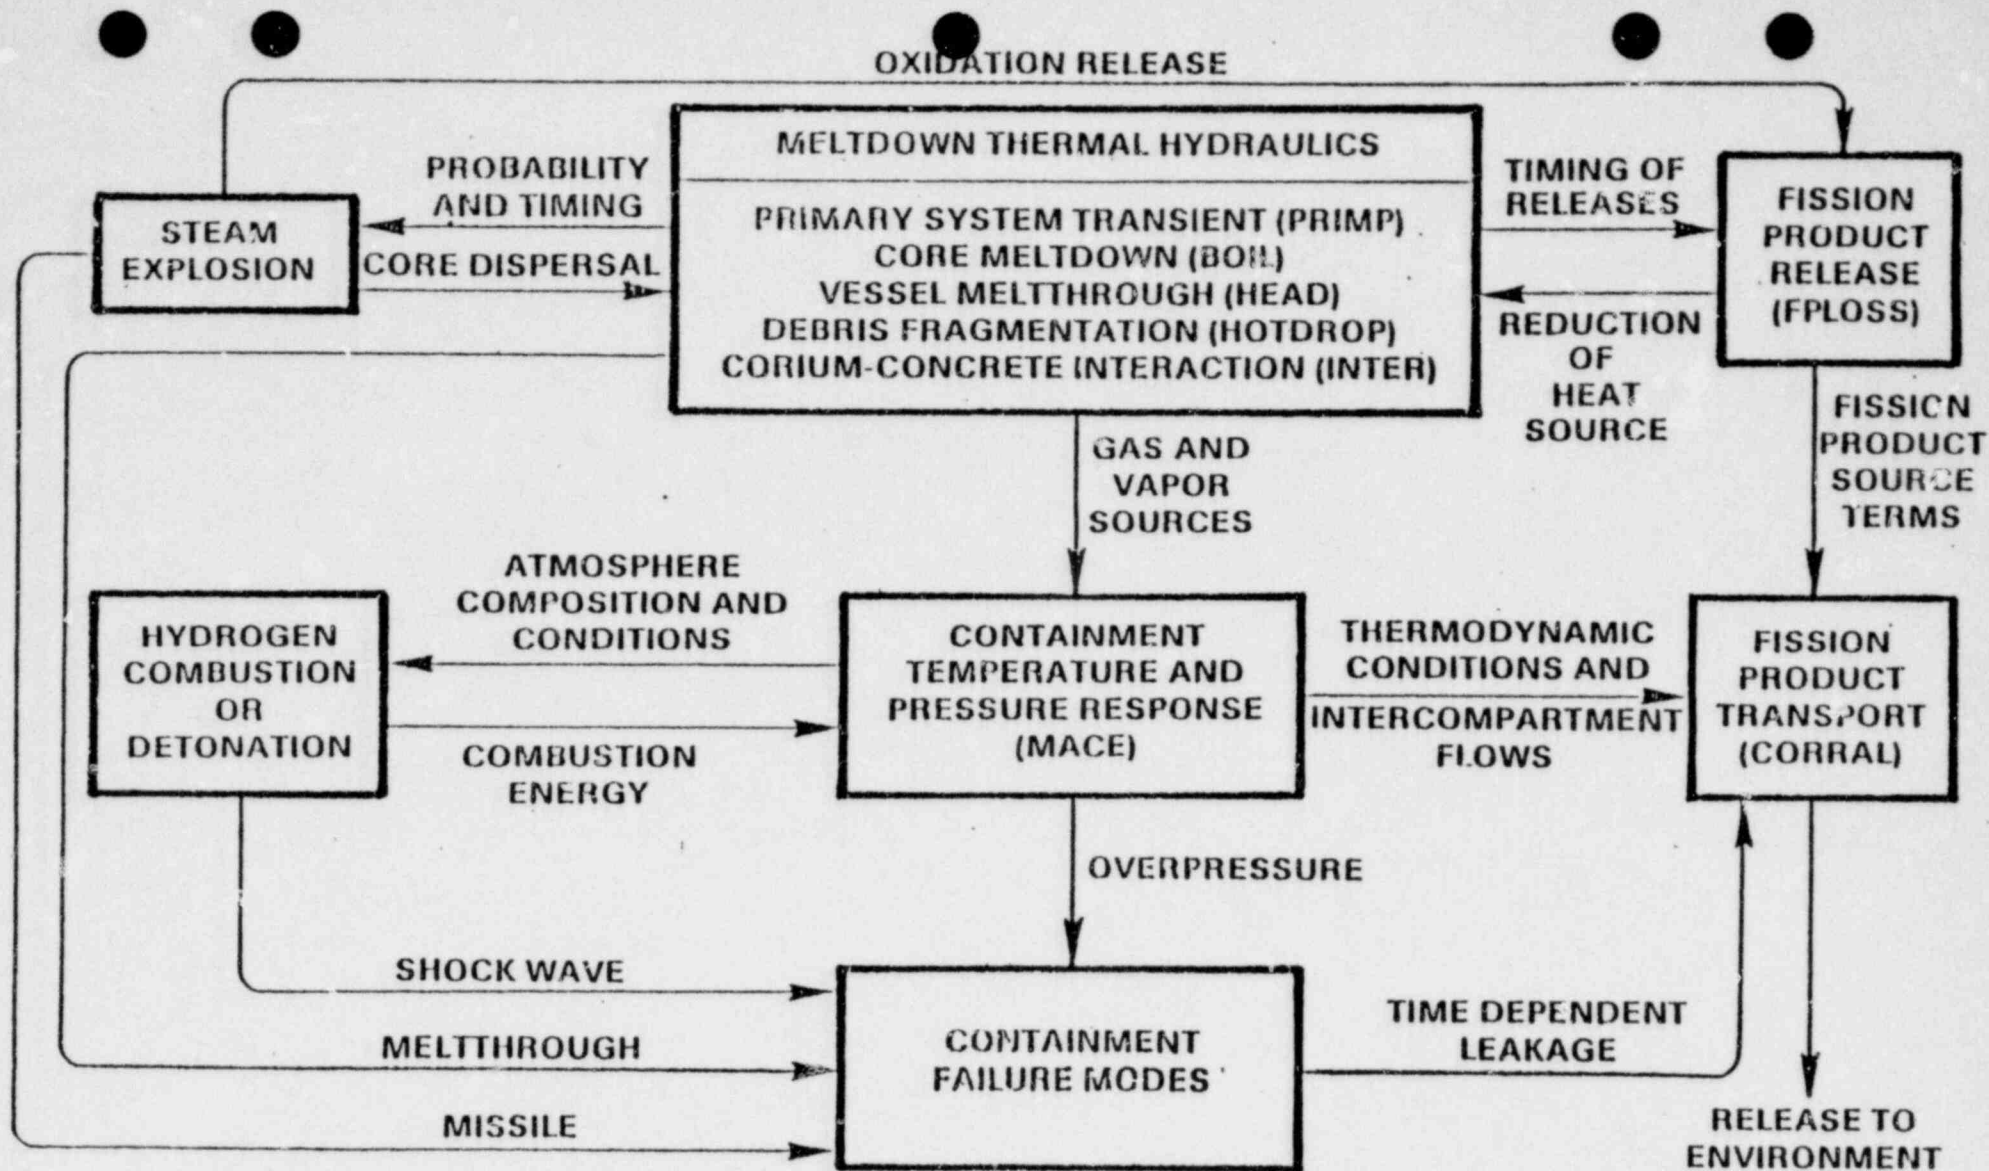 OXIDATION RELEASE
MELTDOWN THERMAL HYDRAULICS
PRIMARY SYSTEM TRANSIENT (PRIMP)
CORE MELTDOWN (BOIL)
VESSEL MELTTHROUGH (HEAD)
DEBRIS FRAGMENTATION (HOTDROP)
CORIUM-CONCRETE INTERACTION (INTER)
PROBABILITY
AND TIMING
STEAM
EXPLOSION
CORE DISPERSAL
TIMING OF
RELEASES
FISSION
PRODUCT
RELEASE
(FPLOSS)
REDUCTION
OF
HEAT
SOURCE
GAS AND
VAPOR
SOURCES
FISSION
PRODUCT
SOURCE
TERMS
HYDROGEN
COMBUSTION
OR
DETONATION
ATMOSPHERE
COMPOSITION AND
CONDITIONS
COMBUSTION
ENERGY
CONTAINMENT
TEMPERATURE AND
PRESSURE RESPONSE
(MACE)
THERMODYNAMIC
CONDITIONS AND
INTERCOMPARTMENT
FLOWS
FISSION
PRODUCT
TRANSPORT
(CORRAL)
OVERPRESSURE
SHOCK WAVE
MELTTHROUGH
MISSILE
CONTAINMENT
FAILURE MODES
TIME DEPENDENT
LEAKAGE
RELEASE TO
ENVIRONMENT